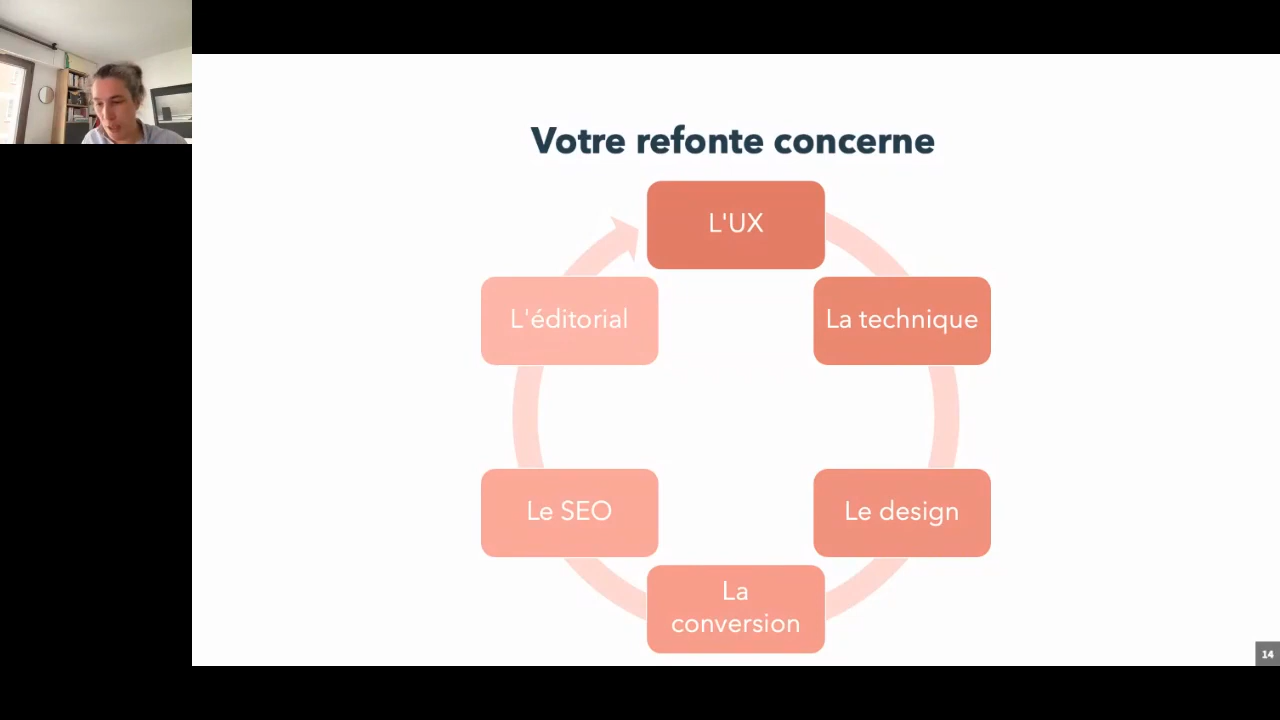 Votre refonte concerne
L'UX
La technique
Le design
La
conversion
Le SEO
L'éditorial
14